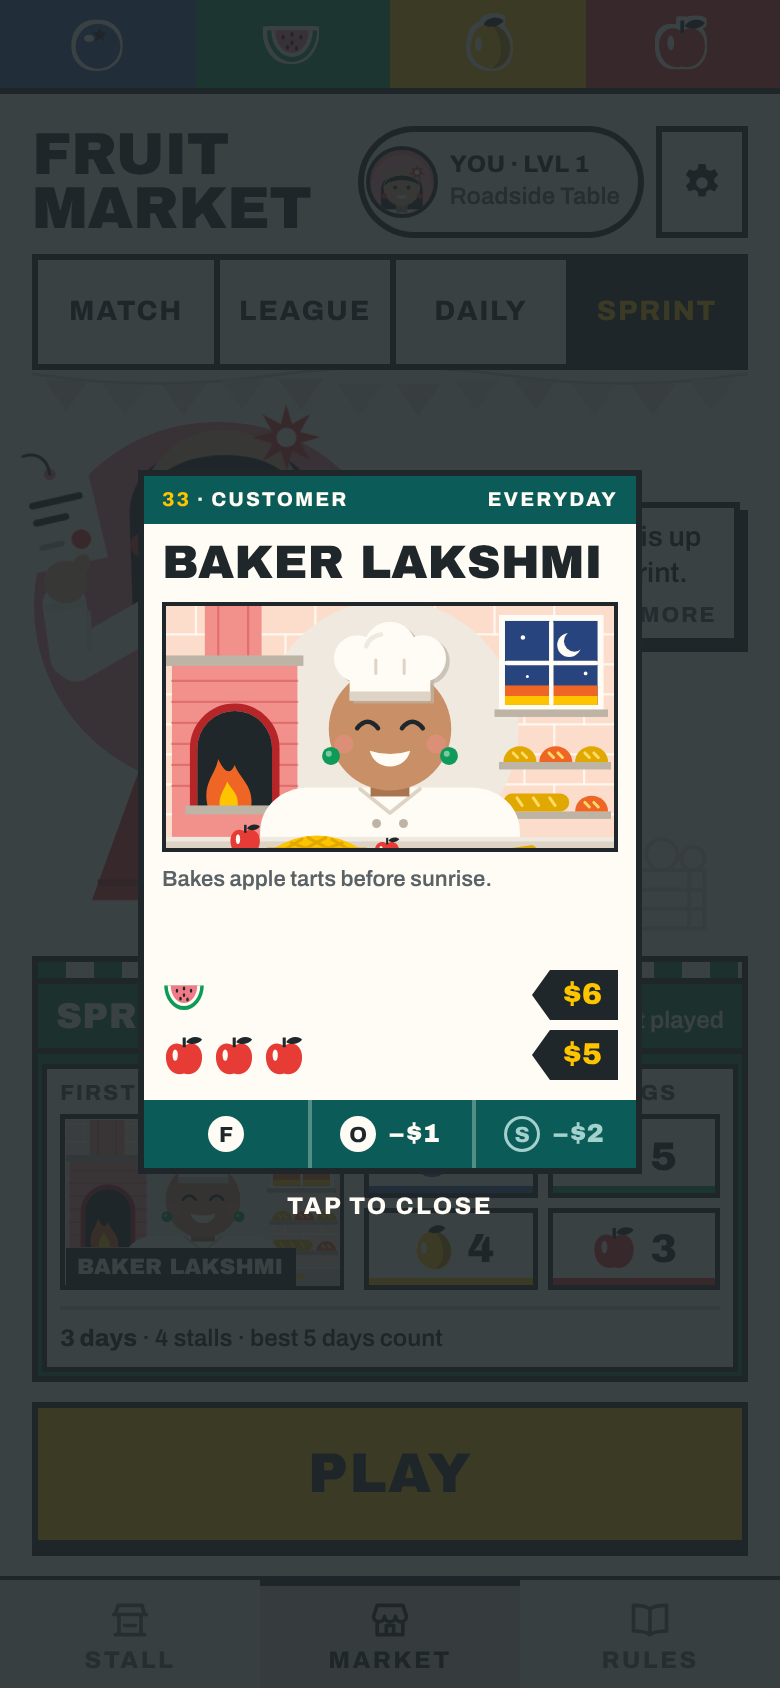 FRUIT
MARKET
YOU · LVL 1
Roadside Table
MATCH
LEAGUE
DAILY
SPRINT
is up
rint.
MORE
33 · CUSTOMER
EVERYDAY
BAKER LAKSHMI
Bakes apple tarts before sunrise.
$6
$5
F
O –$1
S –$2
TAP TO CLOSE
SPR
played
FIRST
GS
5
4
3
BAKER LAKSHMI
3 days · 4 stalls · best 5 days count
PLAY
STALL
MARKET
RULES